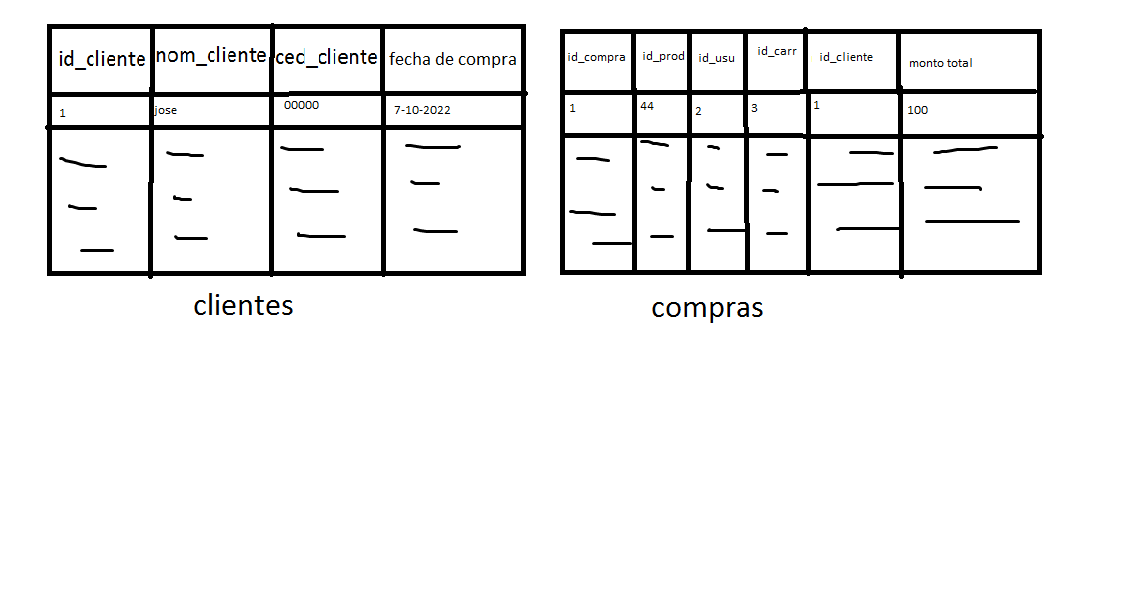 id_cliente nom_cliente ced_cliente fecha de compra
1 jose 00000 7-10-2022
clientes
id_compra id_prod id_usu id_carr id_cliente monto total
1 44 2 3 1 100
compras